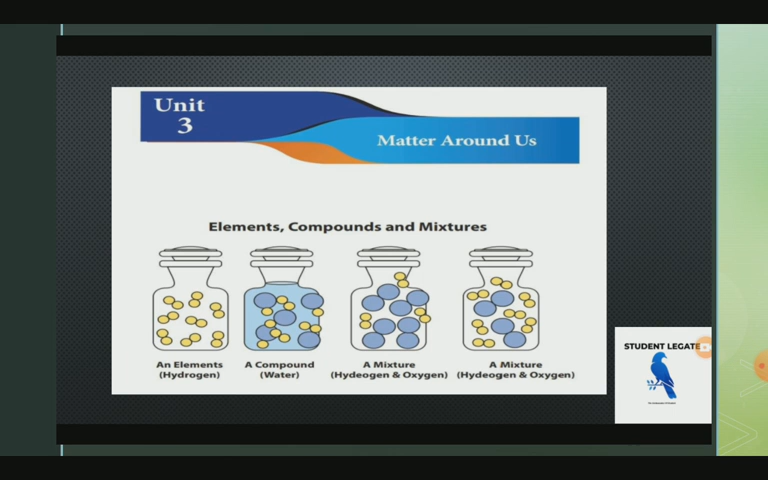 Unit
3
Matter Around Us
Elements, Compounds and Mixtures
An Elements
(Hydrogen)
A Compound
(Water)
A Mixture
(Hydeogen & Oxygen)
A Mixture
(Hydeogen & Oxygen)
STUDENT LEGATE